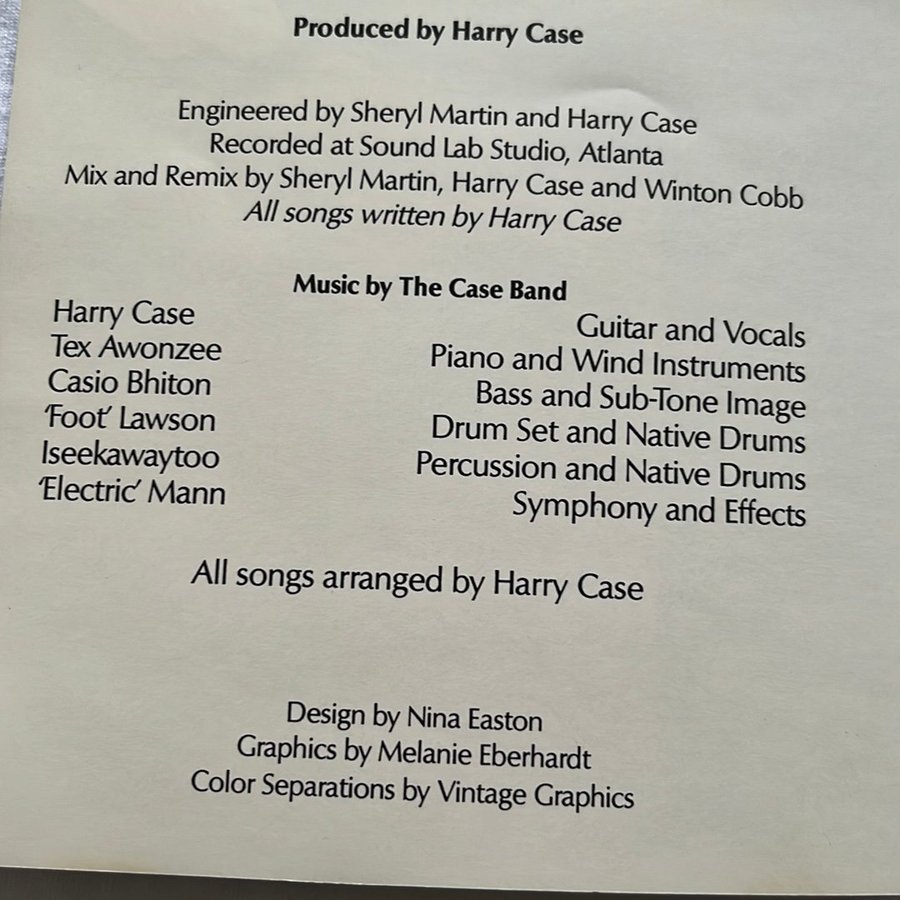 Produced by Harry Case
Engineered by Sheryl Martin and Harry Case
Recorded at Sound Lab Studio, Atlanta
Mix and Remix by Sheryl Martin, Harry Case and Winton Cobb
All songs written by Harry Case
Music by The Case Band
Harry Case Guitar and Vocals
Tex Awonzee Piano and Wind Instruments
Casio Bhiton Bass and Sub-Tone Image
'Foot' Lawson Drum Set and Native Drums
Iseekawaytoo Percussion and Native Drums
'Electric' Mann Symphony and Effects
All songs arranged by Harry Case
Design by Nina Easton
Graphics by Melanie Eberhardt
Color Separations by Vintage Graphics